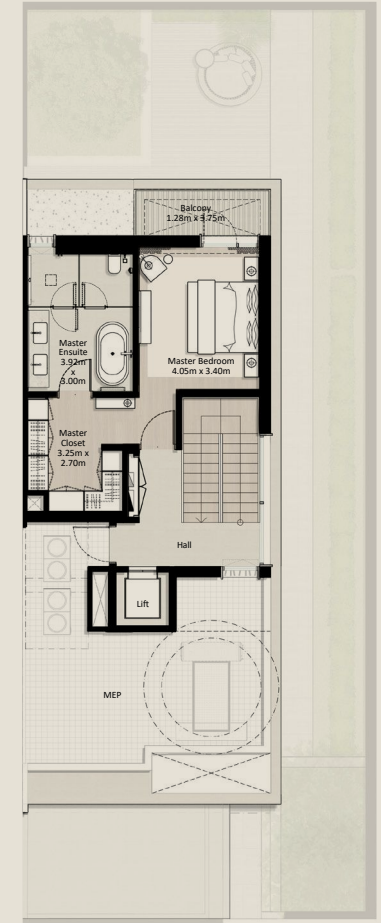 Balcony
1.28m x 3.75m
Master
Ensuite
3.92m
x
3.00m
Master Bedroom
4.05m x 3.40m
Master
Closet
3.25m x
2.70m
Hall
Lift
MEP